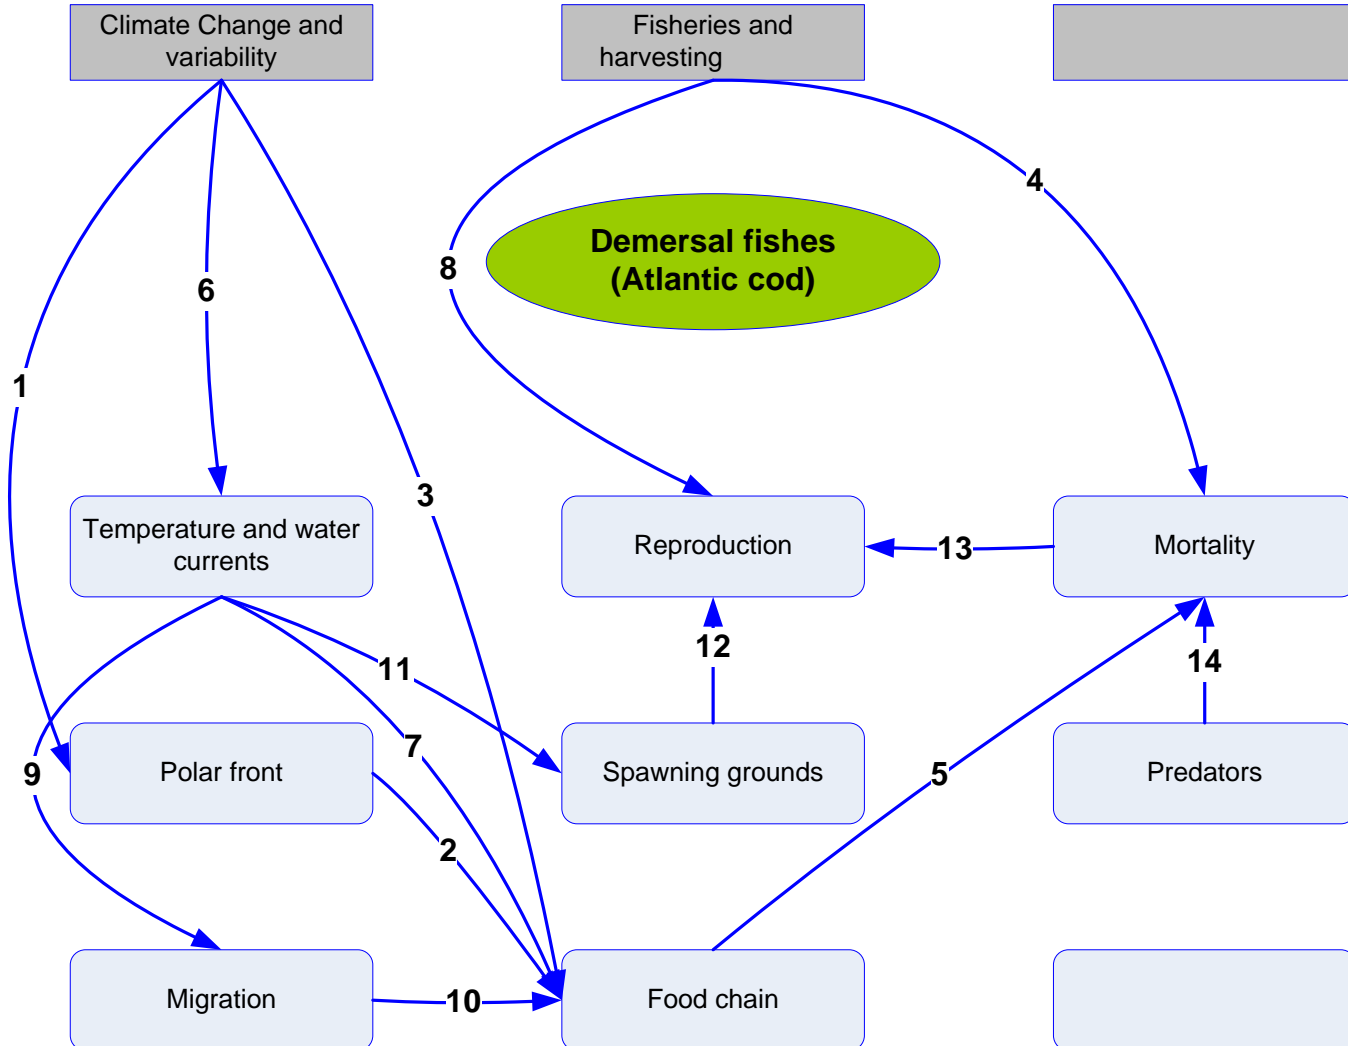 Climate Change and
variability
Fisheries and
harvesting
4
Demersal fishes
(Atlantic cod)
8
6
1
3
Temperature and water
currents
Reproduction
13
Mortality
12
11
14
7
9
Polar front
Spawning grounds
5
Predators
2
Migration
10
Food chain